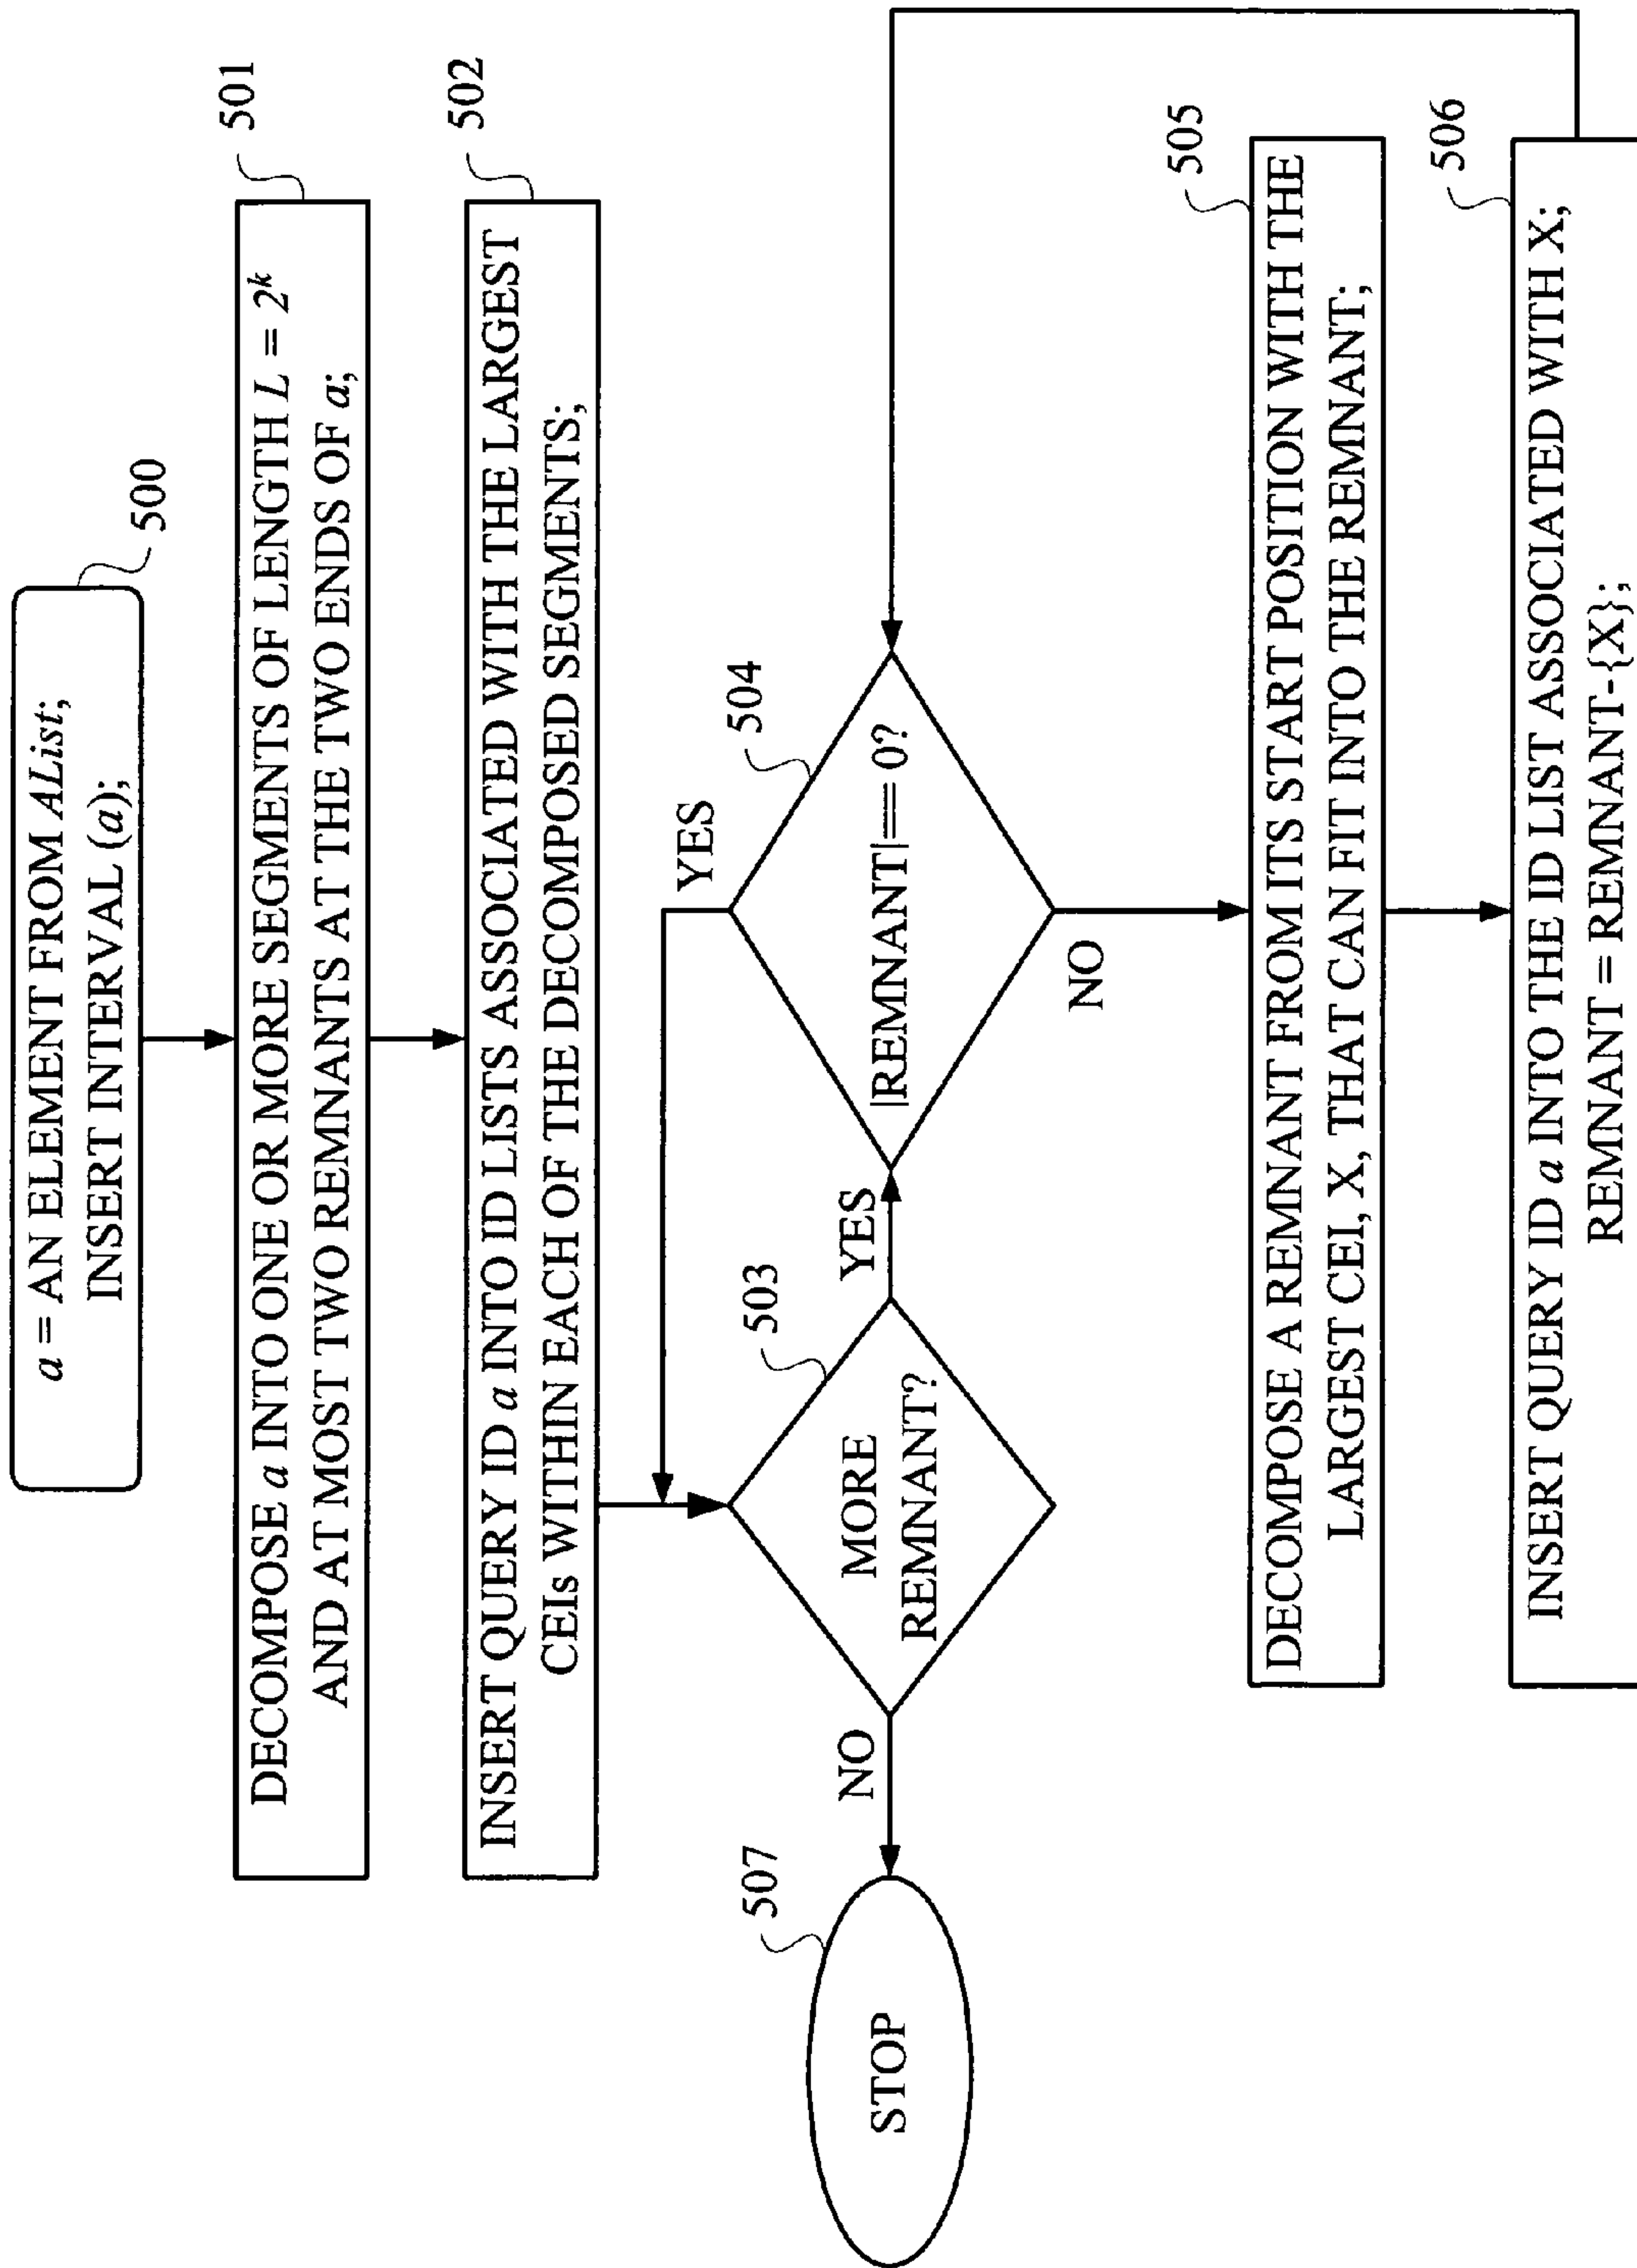 a = AN ELEMENT FROM AList;
INSERT INTERVAL (a);
500
DECOMPOSE a INTO ONE OR MORE SEGMENTS OF LENGTH L = 2^k
AND AT MOST TWO REMNANTS AT THE TWO ENDS OF a;
501
INSERT QUERY ID a INTO ID LISTS ASSOCIATED WITH THE LARGEST
CEIs WITHIN EACH OF THE DECOMPOSED SEGMENTS;
502
MORE
REMNANT?
503
YES
NO
STOP
507
|REMNANT|== 0?
504
YES
NO
DECOMPOSE A REMNANT FROM ITS START POSITION WITH THE
LARGEST CEI, X, THAT CAN FIT INTO THE REMNANT;
505
INSERT QUERY ID a INTO THE ID LIST ASSOCIATED WITH X;
REMNANT = REMNANT-{X};
506